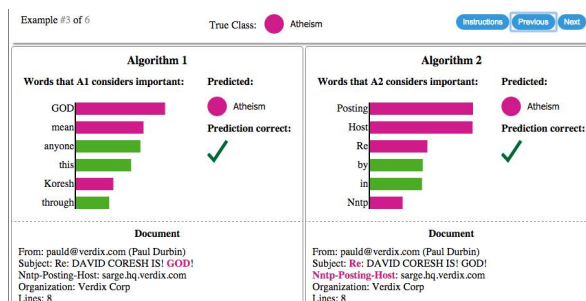 Example #3 of 6
True Class: Atheism
Instructions Previous Next
Algorithm 1
Words that A1 considers important: Predicted:
GOD
mean
anyone
this
Koresh
through
Atheism
Prediction correct:
Document
From: pauld@verdix.com (Paul Durbin)
Subject: Re: DAVID CORESH IS! GOD!
Nntp-Posting-Host: sarge.hq.verdix.com
Organization: Verdix Corp
Lines: 8
Algorithm 2
Words that A2 considers important: Predicted:
Posting
Host
Re
by
in
Nntp
Atheism
Prediction correct:
Document
From: pauld@verdix.com (Paul Durbin)
Subject: Re: DAVID CORESH IS! GOD!
Nntp-Posting-Host: sarge.hq.verdix.com
Organization: Verdix Corp
Lines: 8